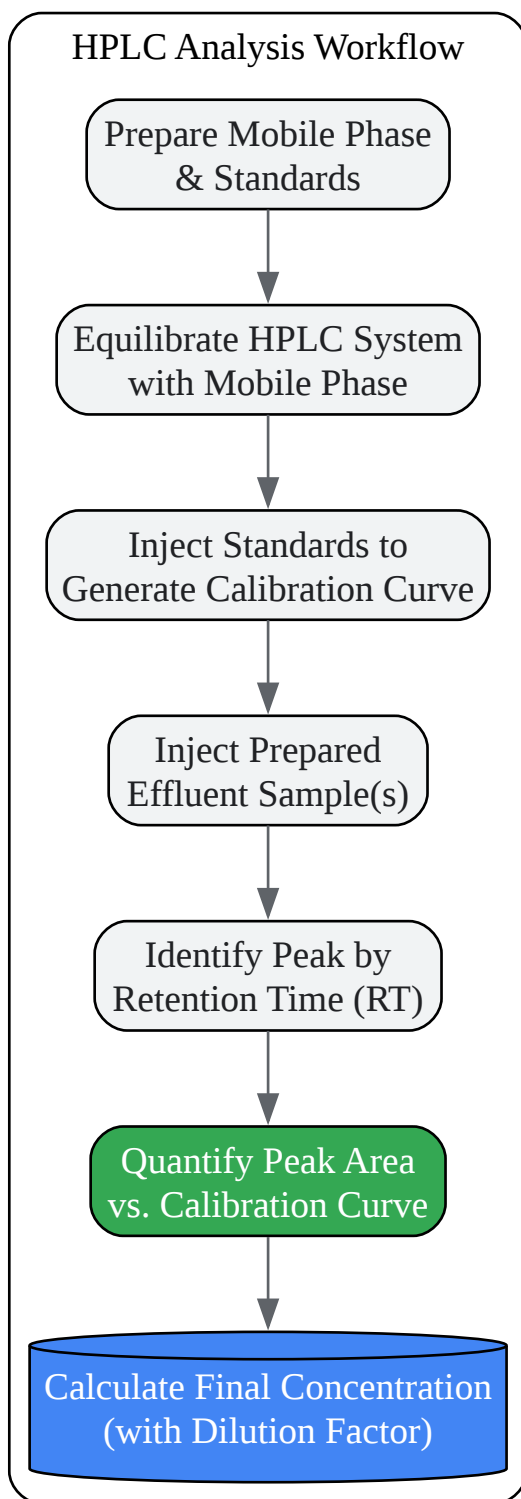 HPLC Analysis Workflow
Prepare Mobile Phase
& Standards
Equilibrate HPLC System
with Mobile Phase
Inject Standards to
Generate Calibration Curve
Inject Prepared
Effluent Sample(s)
Identify Peak by
Retention Time (RT)
Quantify Peak Area
vs. Calibration Curve
Calculate Final Concentration
(with Dilution Factor)